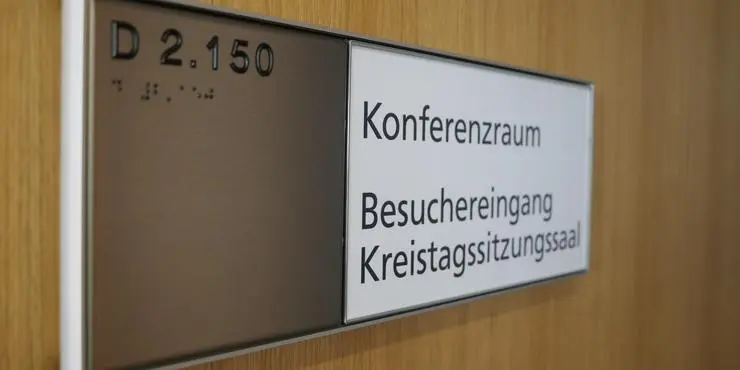 D 2.150
Konferenzraum
Besuchereingang
Kreistagssitzungssaal